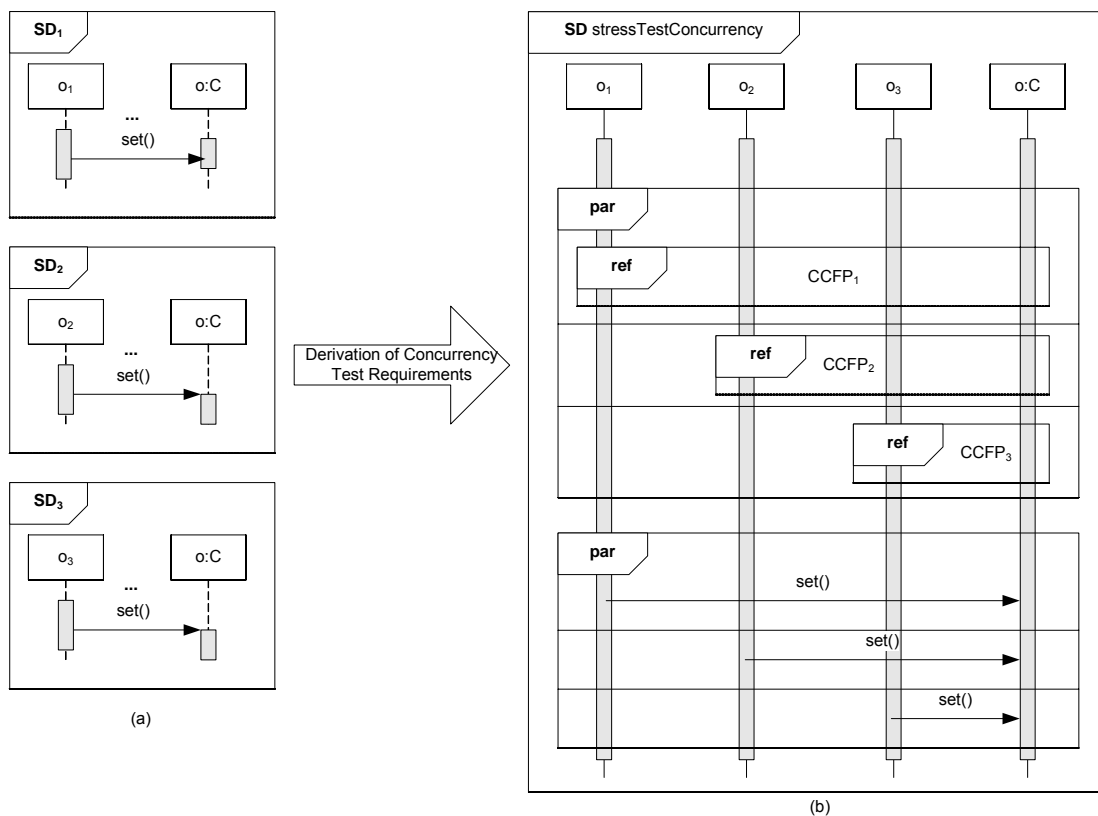 SD₁
o₁
o:C
...
set()
SD₂
o₂
o:C
...
set()
SD₃
o₃
o:C
...
set()
(a)
Derivation of Concurrency
Test Requirements
SD stressTestConcurrency
o₁
o₂
o₃
o:C
par
ref
CCFP₁
ref
CCFP₂
ref
CCFP₃
par
set()
set()
set()
(b)